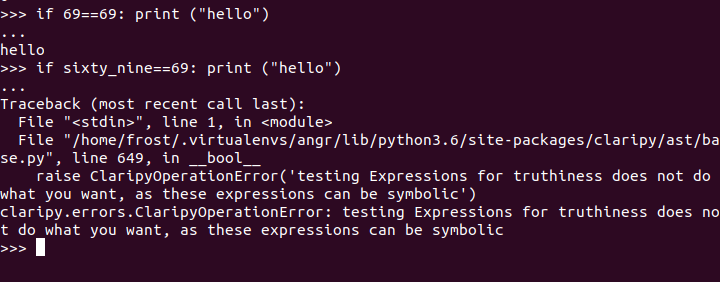 >>> if 69==69: print ("hello")
...
hello
>>> if sixty_nine==69: print ("hello")
...
Traceback (most recent call last):
  File "<stdin>", line 1, in <module>
  File "/home/frost/.virtualenvs/angr/lib/python3.6/site-packages/claripy/ast/ba
se.py", line 649, in __bool__
    raise ClaripyOperationError('testing Expressions for truthiness does not do
what you want, as these expressions can be symbolic')
claripy.errors.ClaripyOperationError: testing Expressions for truthiness does no
t do what you want, as these expressions can be symbolic
>>>